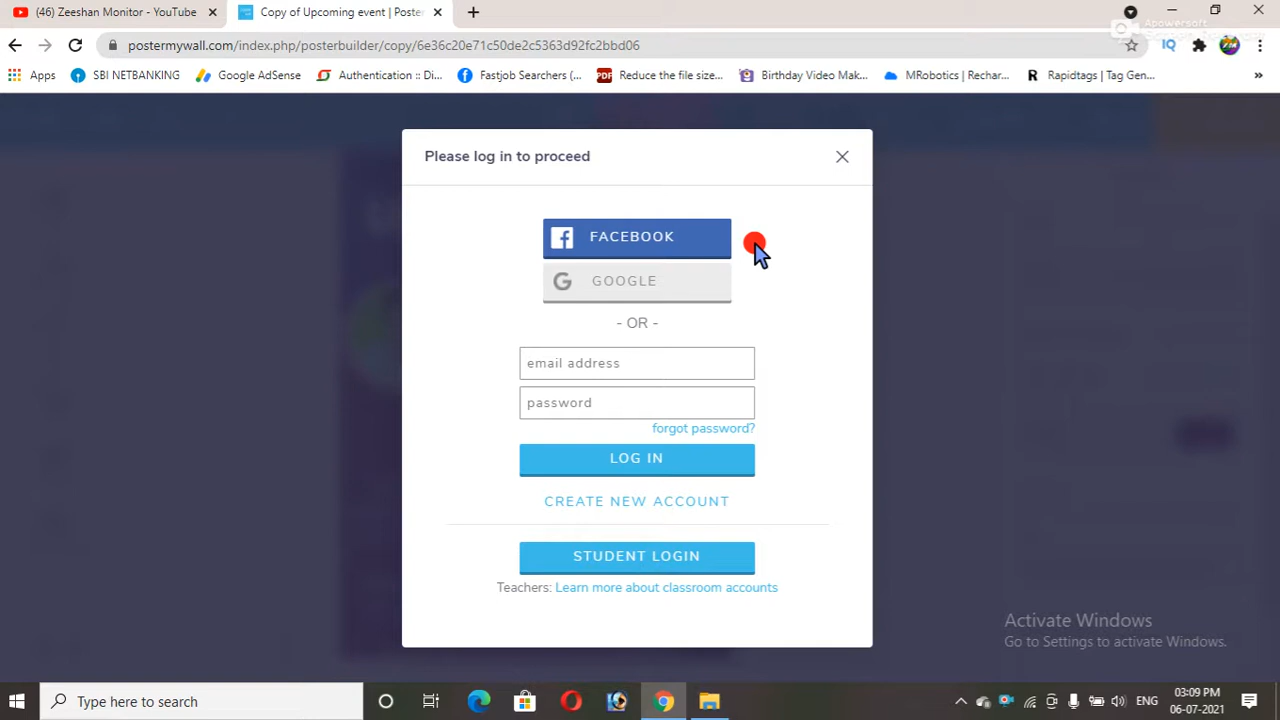 (46) Zeeshan Monitor - YouTube
Copy of Upcoming event | Poster
Apowersoft
postermywall.com/index.php/posterbuilder/copy/6e36c20e71c50de2c5363d92fc2bbd06
IQ
Apps
SBI NETBANKING
Google AdSense
Authentication :: Di...
Fastjob Searchers (...
PDF
Reduce the file size...
Birthday Video Mak...
MRobotics | Rechar...
R
Rapidtags | Tag Gen...
»
Please log in to proceed
FACEBOOK
GOOGLE
- OR -
email address
password
forgot password?
LOG IN
CREATE NEW ACCOUNT
STUDENT LOGIN
Teachers: Learn more about classroom accounts
Activate Windows
Go to Settings to activate Windows.
Type here to search
ENG
03:09 PM
06-07-2021